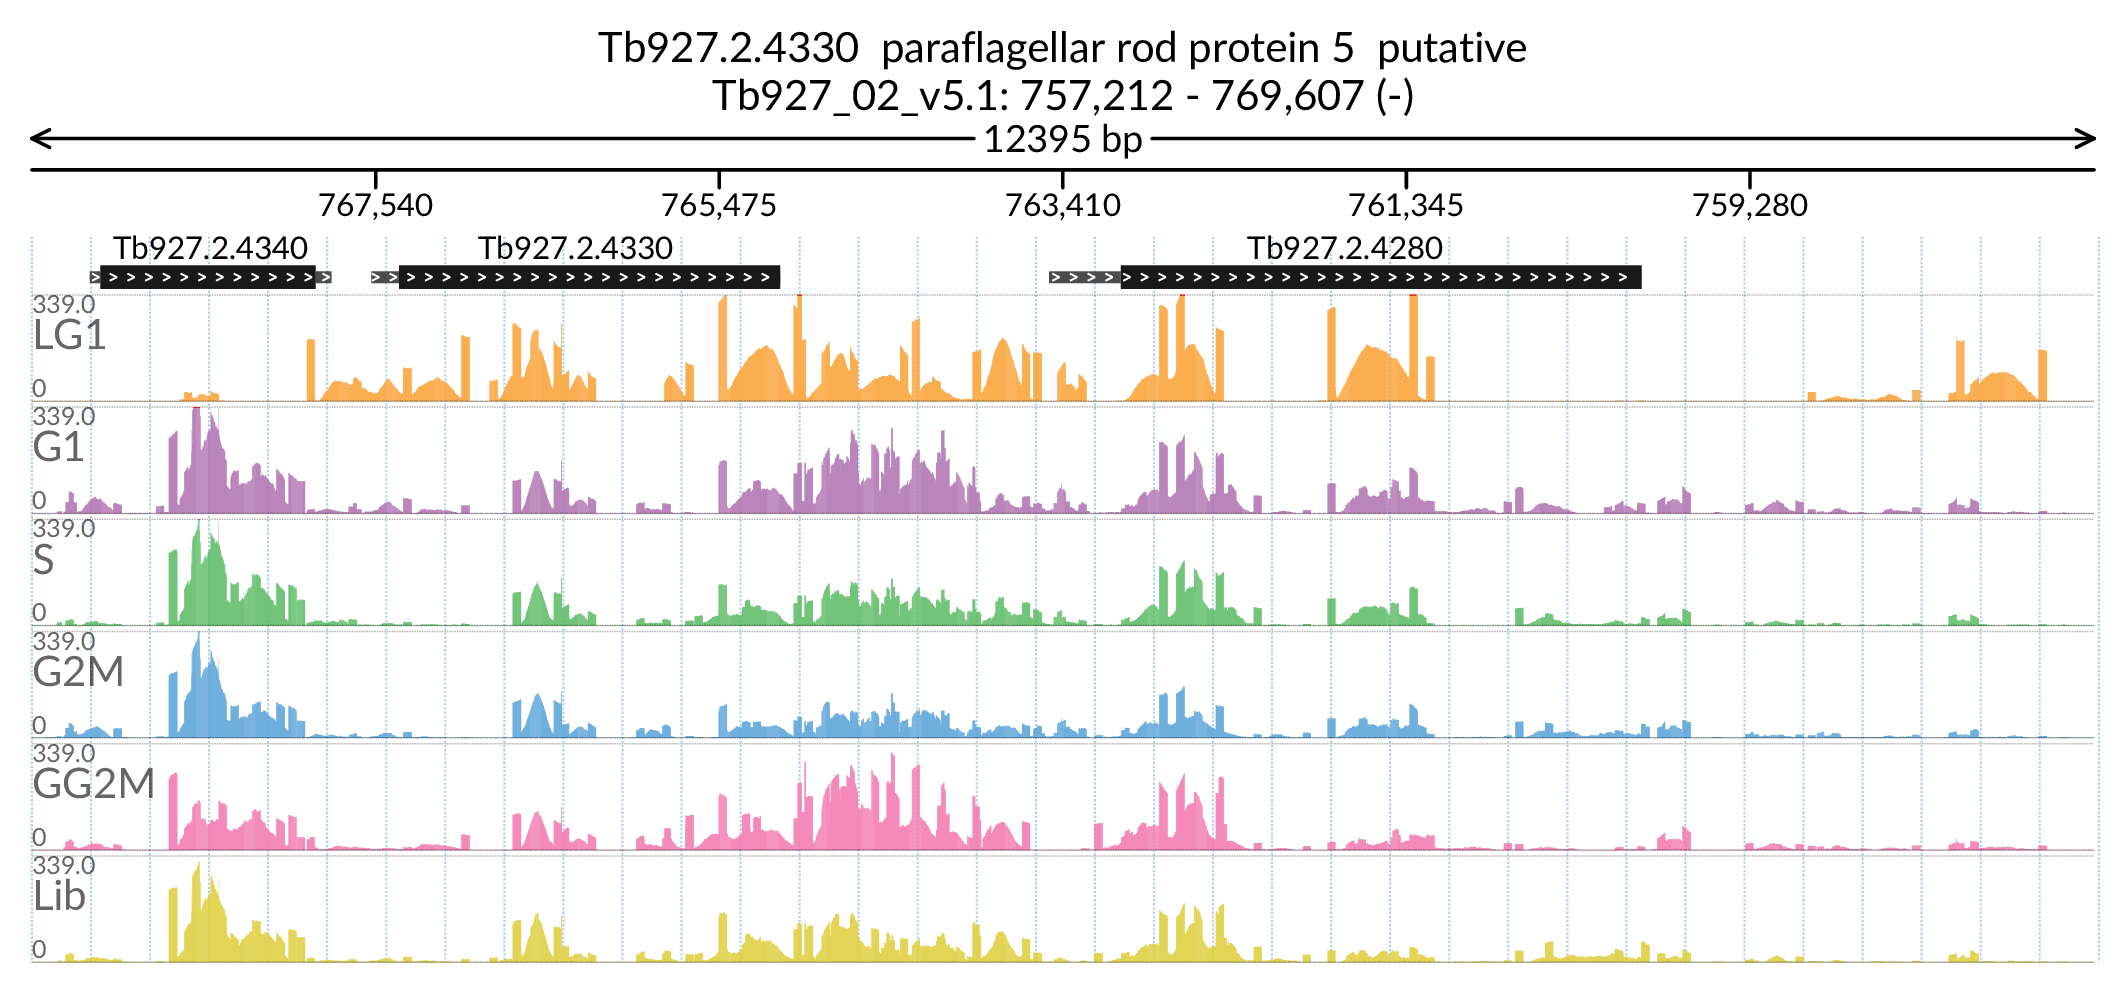 Tb927.2.4330 paraflagellar rod protein 5 putative
Tb927_02_v5.1: 757,212 - 769,607 (-)
12395 bp
767,540 765,475 763,410 761,345 759,280
Tb927.2.4340 Tb927.2.4330 Tb927.2.4280
339.0
LG1
0
339.0
G1
0
339.0
S
0
339.0
G2M
0
339.0
GG2M
0
339.0
Lib
0